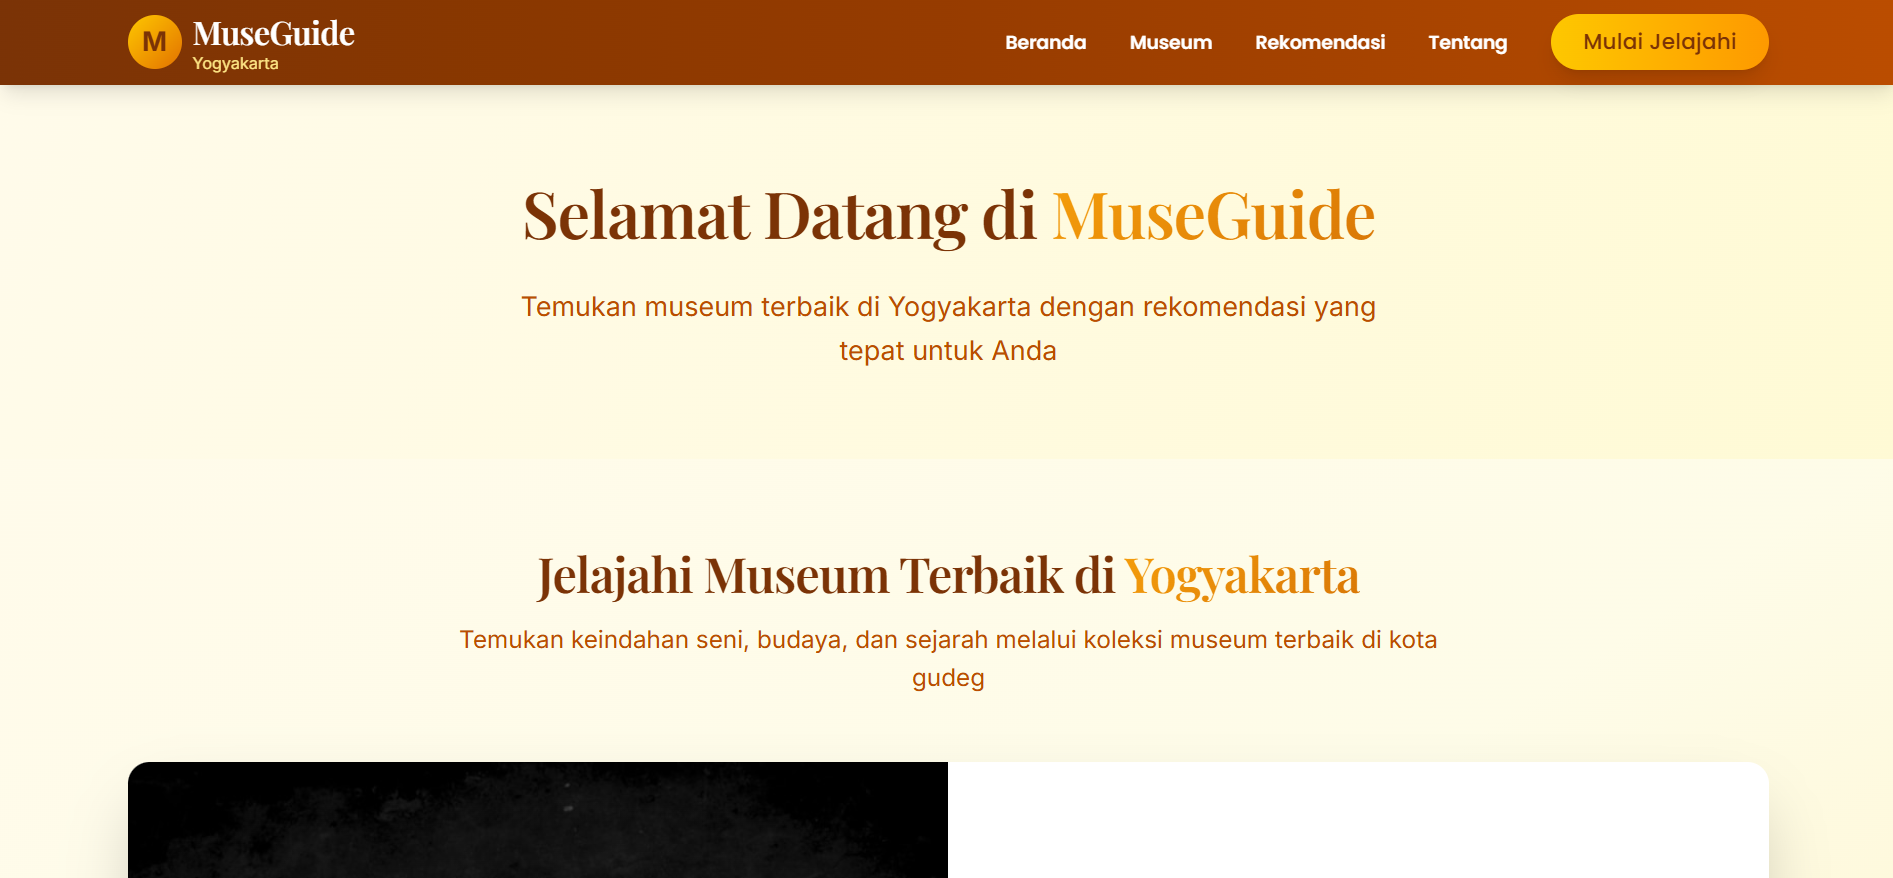 M
MuseGuide
Yogyakarta
Beranda
Museum
Rekomendasi
Tentang
Mulai Jelajahi
Selamat Datang di MuseGuide
Temukan museum terbaik di Yogyakarta dengan rekomendasi yang
tepat untuk Anda
Jelajahi Museum Terbaik di Yogyakarta
Temukan keindahan seni, budaya, dan sejarah melalui koleksi museum terbaik di kota
gudeg